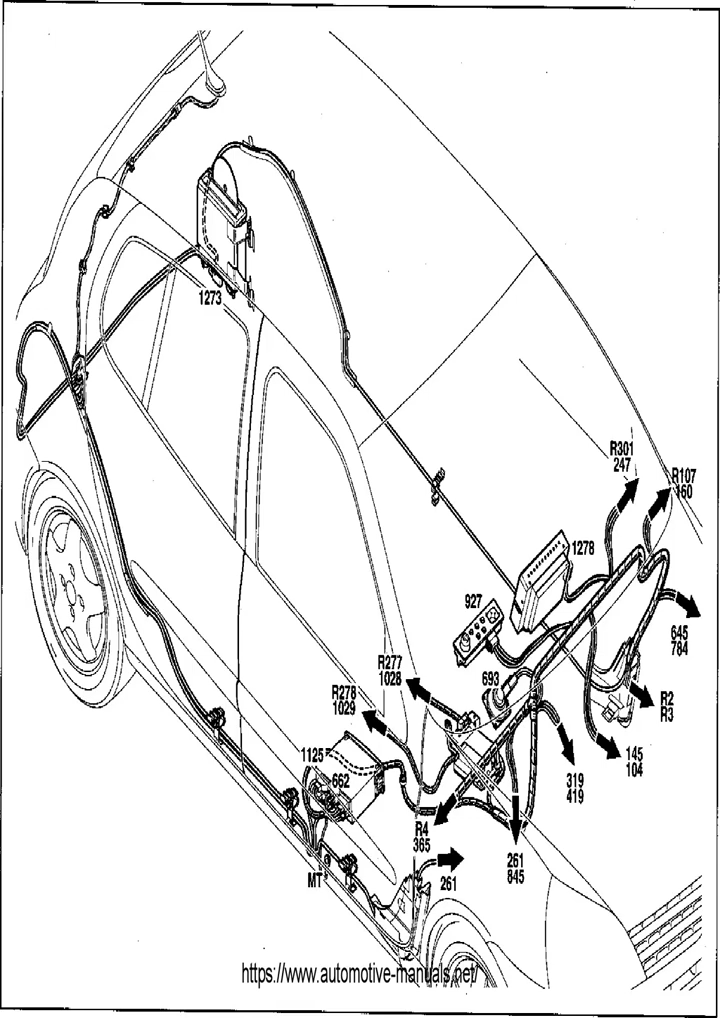 1273
R301
247
R107
160
1278
927
645
784
R277
1028
693
R278
1029
R2
R3
1125
662
145
104
319
419
R4
365
261
845
261
MT
https://www.automotive-manuals.net/